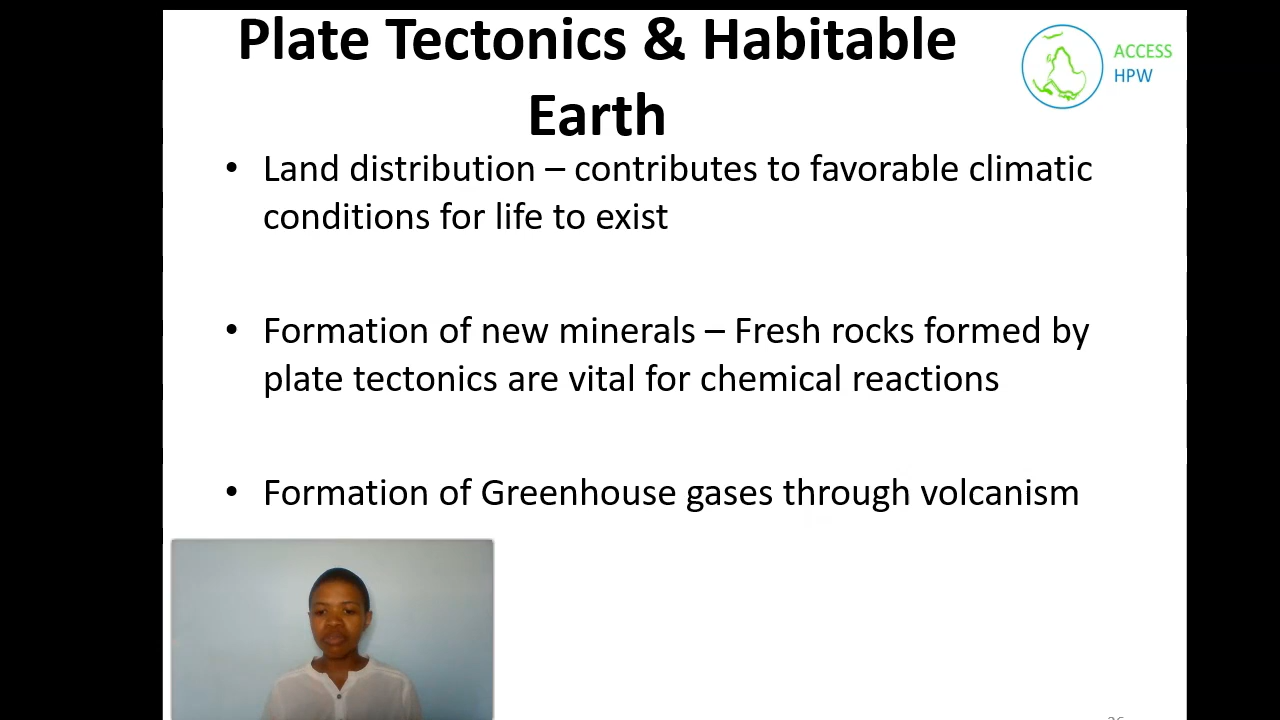 Plate Tectonics & Habitable
Earth
ACCESS
HPW
• Land distribution – contributes to favorable climatic
conditions for life to exist
• Formation of new minerals – Fresh rocks formed by
plate tectonics are vital for chemical reactions
• Formation of Greenhouse gases through volcanism